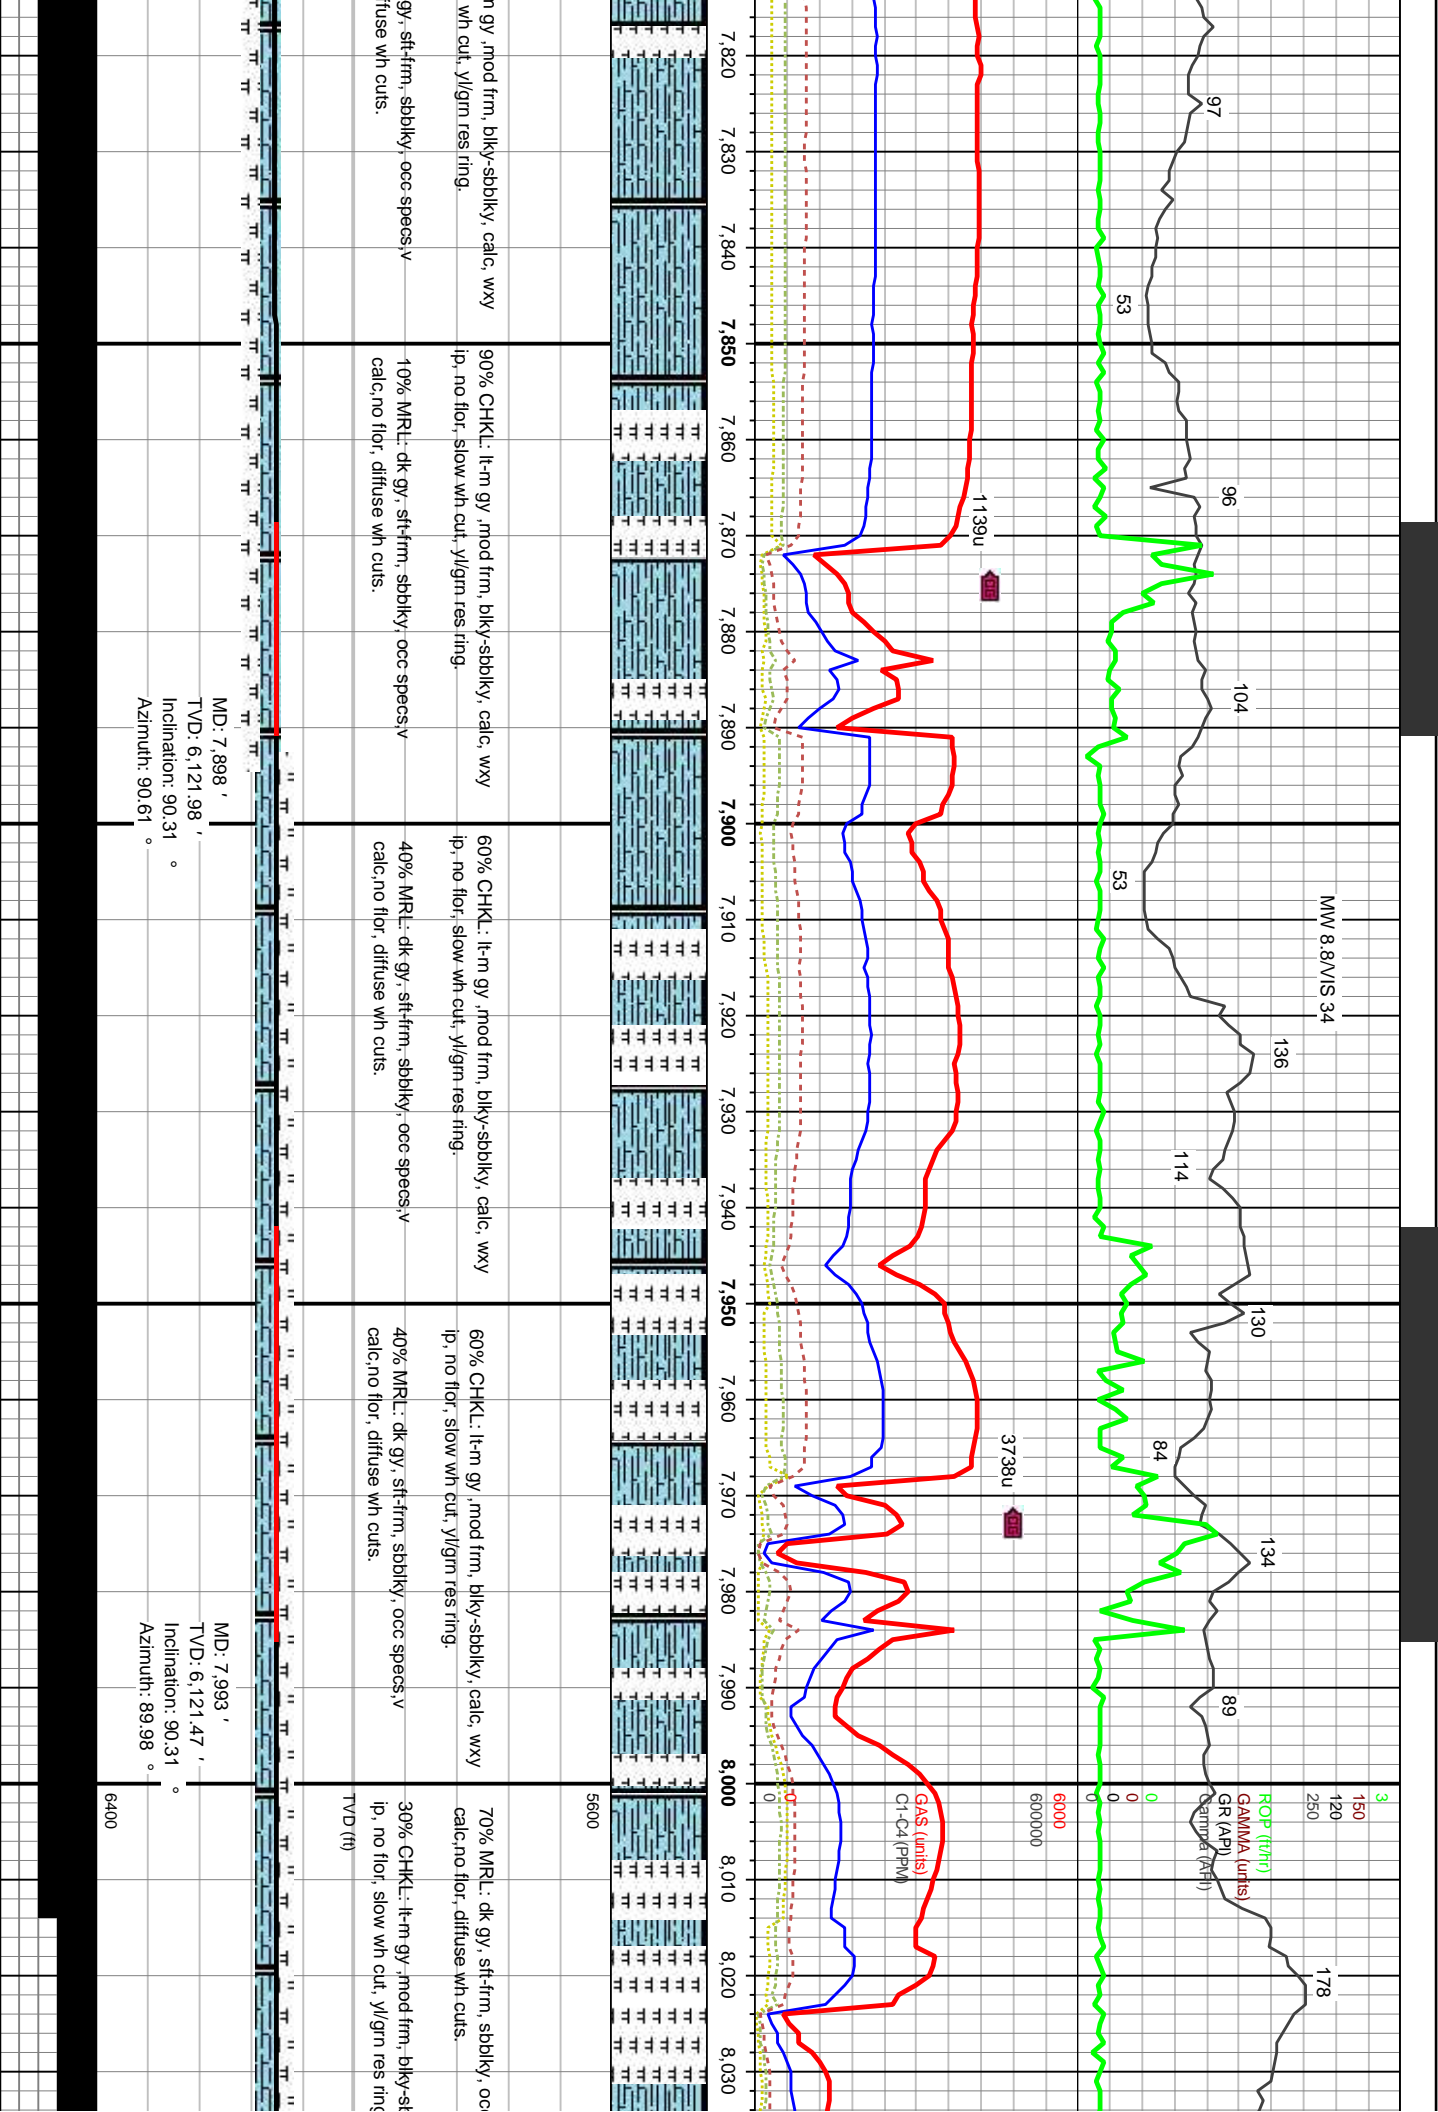 n gy ,mod frm, blky-sbblky, calc, wxy
wh cut, yl/grn res ring.
gy, sft-frm, sbblky, occ specs,v
ffuse wh cuts.
90% CHKL: lt-m gy ,mod frm, blky-sbblky, calc, wxy
ip, no flor, slow wh cut, yl/grn res ring.
10% MRL: dk gy, sft-frm, sbblky, occ specs,v
calc,no flor, diffuse wh cuts.
60% CHKL: lt-m gy ,mod frm, blky-sbblky, calc, wxy
ip, no flor, slow wh cut, yl/grn res ring.
40% MRL: dk gy, sft-frm, sbblky, occ specs,v
calc,no flor, diffuse wh cuts.
60% CHKL: lt-m gy ,mod frm, blky-sbblky, calc, wxy
ip, no flor, slow wh cut, yl/grn res ring.
40% MRL: dk gy, sft-frm, sbblky, occ specs,v
calc,no flor, diffuse wh cuts.
70% MRL: dk gy, sft-frm, sbblky, occ
calc,no flor, diffuse wh cuts.
30% CHKL: lt-m gy ,mod frm, blky-sb
ip, no flor, slow wh cut, yl/grn res ring
MD: 7,898 '
TVD: 6,121.98 '
Inclination: 90.31 °
Azimuth: 90.61 °
MD: 7,993 '
TVD: 6,121.47 '
Inclination: 90.31 °
Azimuth: 89.98 °
5600
TVD (ft)
6400
7,820
7,830
7,840
7,850
7,860
7,870
7,880
7,890
7,900
7,910
7,920
7,930
7,940
7,950
7,960
7,970
7,980
7,990
8,000
8,010
8,020
8,030
1139u
3738u
97
53
96
104
53
MW 8.8/VIS 34
136
114
130
84
134
89
178
3
150
120
250
ROP (ft/hr)
GAMMA (units)
GR (API)
Gamma (API)
0
0
0
0
6000
600000
GAS (units)
C1-C4 (PPM)
0
0